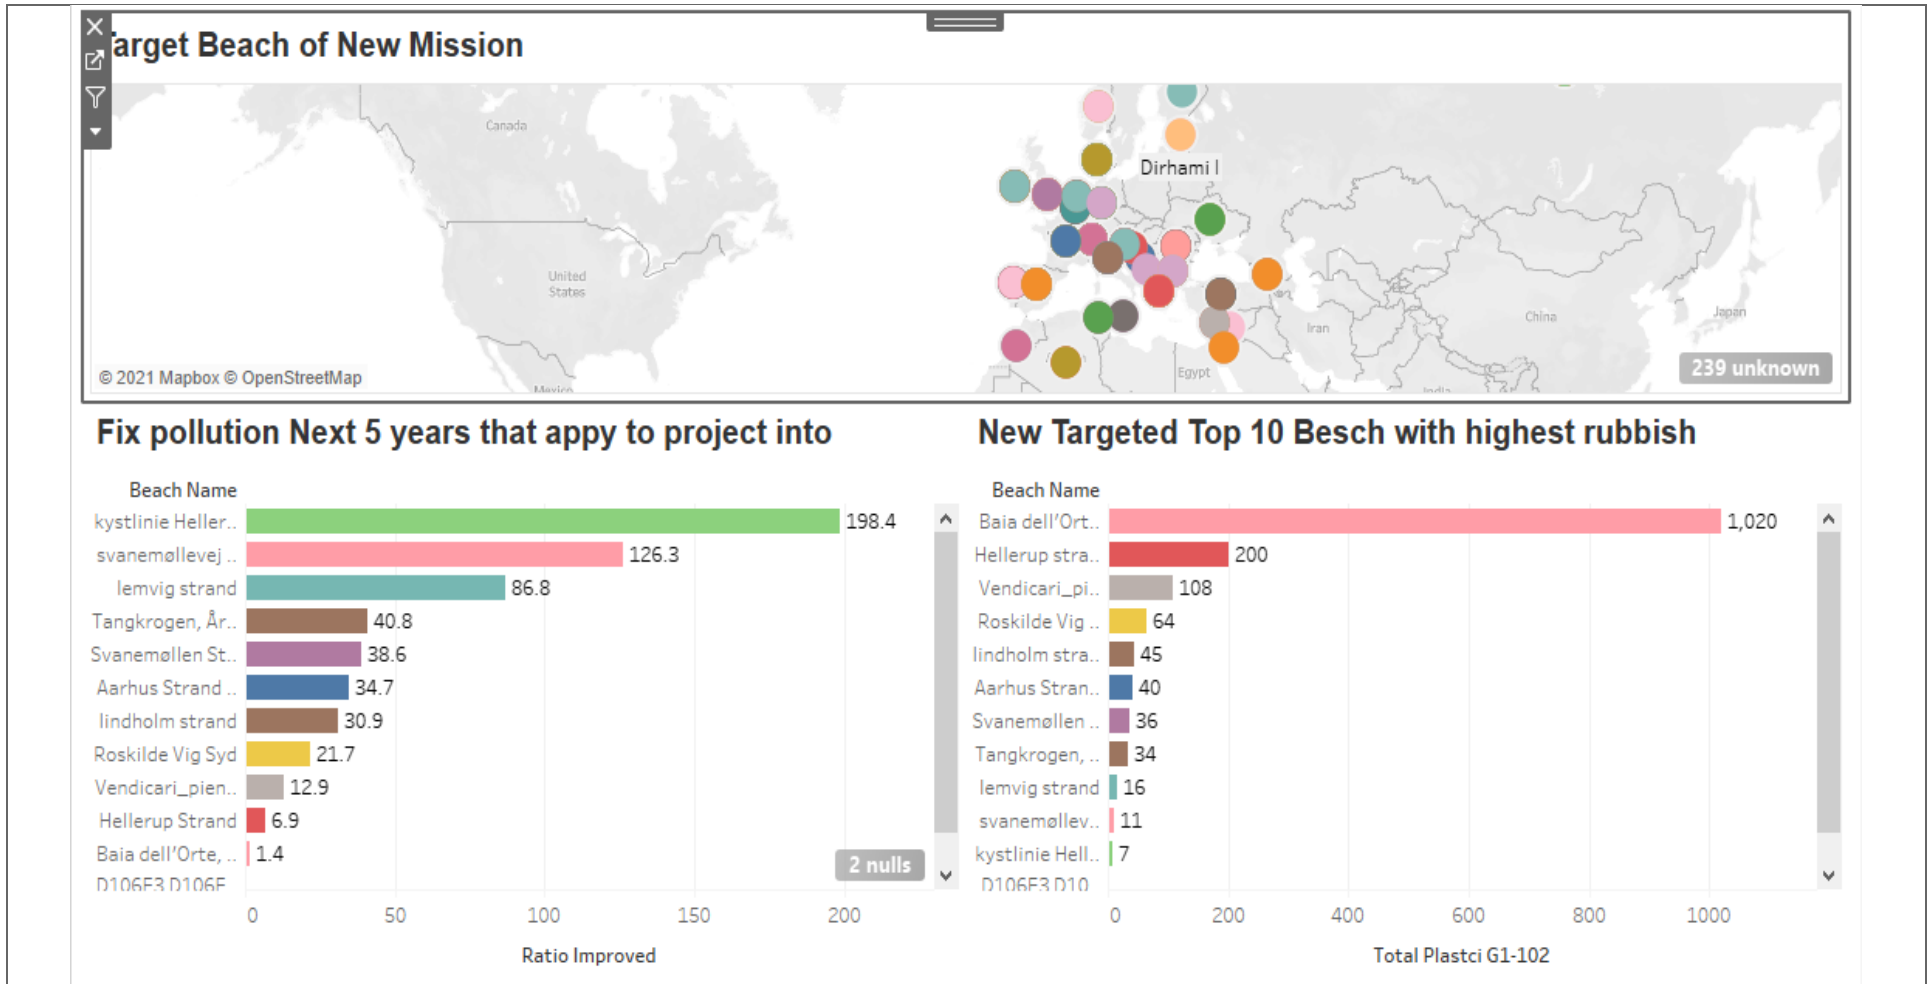 Target Beach of New Mission
Canada
Dirhami l
United
States
Iran
China
Japan
Egypt
Mexico
India
© 2021 Mapbox © OpenStreetMap
239 unknown
Fix pollution Next 5 years that appy to project into
Beach Name
kystlinie Heller.. 198.4
svanemøllevej .. 126.3
lemvig strand 86.8
Tangkrogen, År.. 40.8
Svanemøllen St.. 38.6
Aarhus Strand .. 34.7
lindholm strand 30.9
Roskilde Vig Syd 21.7
Vendicari_pien.. 12.9
Hellerup Strand 6.9
Baia dell'Orte, .. 1.4
2 nulls
D106E3 D106E
0 50 100 150 200
Ratio Improved
New Targeted Top 10 Besch with highest rubbish
Beach Name
Baia dell'Ort.. 1,020
Hellerup stra.. 200
Vendicari_pi.. 108
Roskilde Vig .. 64
lindholm stra.. 45
Aarhus Stran.. 40
Svanemøllen .. 36
Tangkrogen, .. 34
lemvig strand 16
svanemøllev.. 11
kystlinie Hell.. 7
D106E3 D10
0 200 400 600 800 1000
Total Plastci G1-102